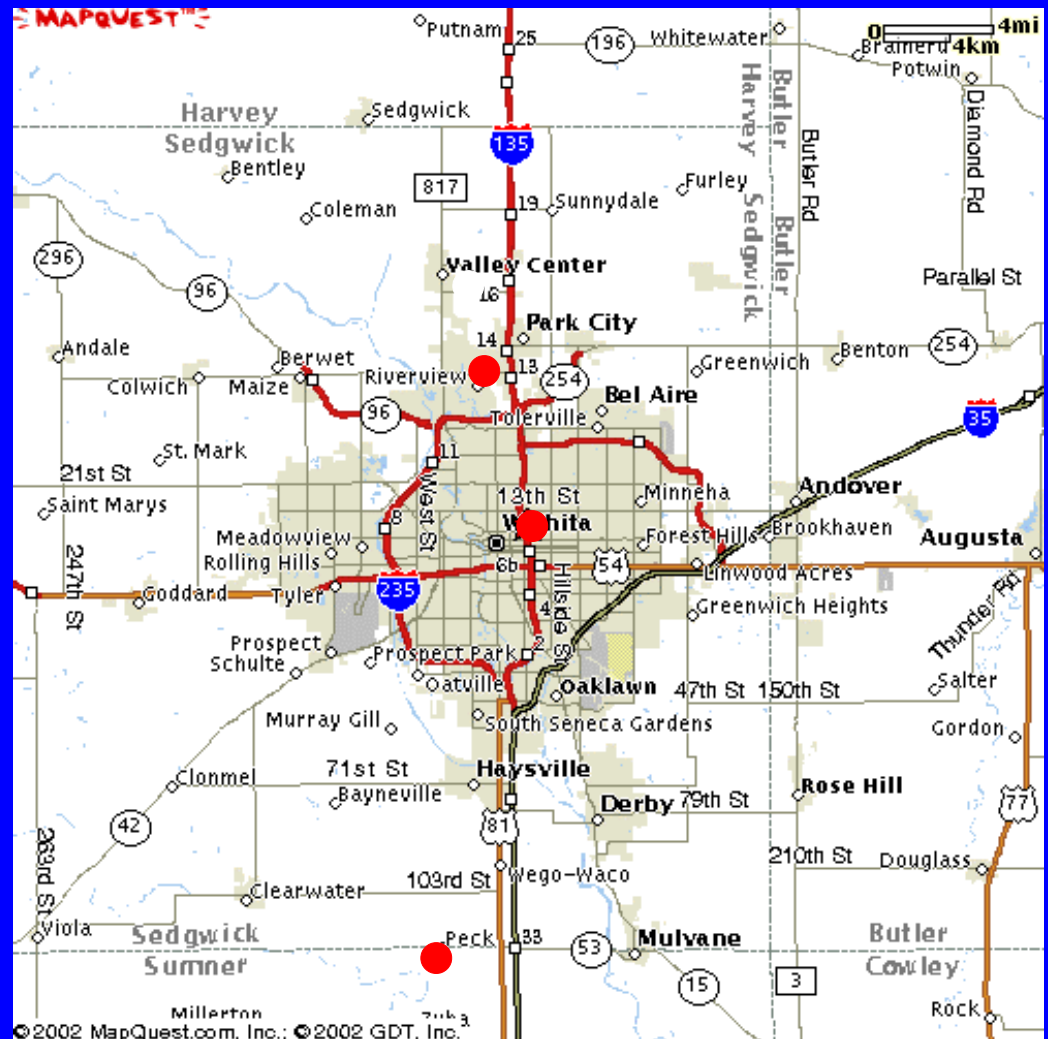 MAPQUEST™
Putnam
25
196
Whitewater
0
4mi
4km
Potwin
Harvey
Sedgwick
Sedgwick
Harvey
Sedgwick
Butler
Butler
Butler Rd
Diamond Rd
135
Bentley
817
Furley
Coleman
19
Sunnydale
296
96
Valley Center
16
Parallel St
Park City
14
Andale
Berwet
254
Benton
Greenwich
Colwich
Maize
Riverview
13
254
96
Bel Aire
Tolerville
35
St. Mark
11
21st St
West St
13th St
Minneha
Andover
Saint Marys
8
Wichita
Brookhaven
Meadowview
Forest Hills
Augusta
Rolling Hills
6b
54
Linwood Acres
247th St
Goddard
Tyler
235
Hillside St
4
Greenwich Heights
Thunder Rd
Prospect
Schulte
Prospect Park
2
Oatville
Oaklawn
47th St
150th St
Salter
Murray Gill
South Seneca Gardens
Gordon
Clonmel
71st St
Haysville
Bayneville
Derby
79th St
Rose Hill
42
81
77
263rd St
210th St
Douglass
Clearwater
103rd St
Wego-Waco
Viola
Sedgwick
Sumner
Peck
33
53
Mulvane
Butler
Cowley
15
3
Millerton
Rock
©2002 MapQuest.com, Inc.; ©2002 GDT, Inc.